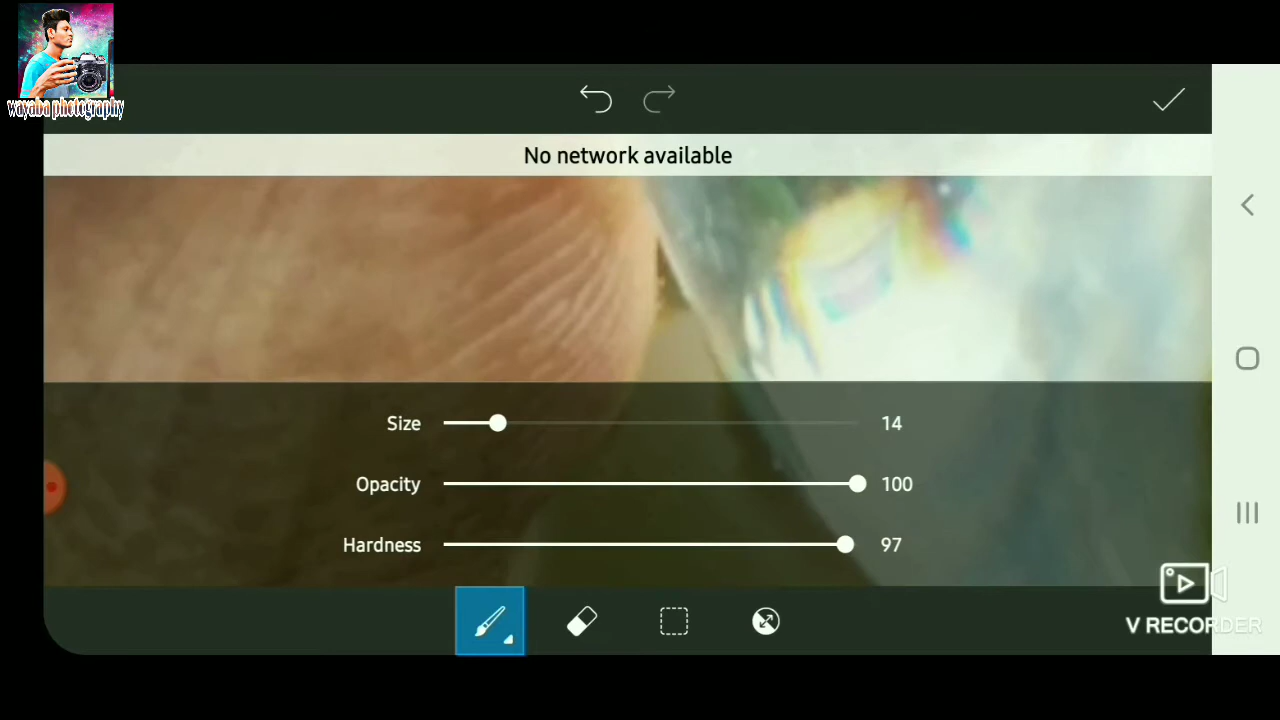 wayaba photography
No network available
Size 14
Opacity 100
Hardness 97
V RECORDER